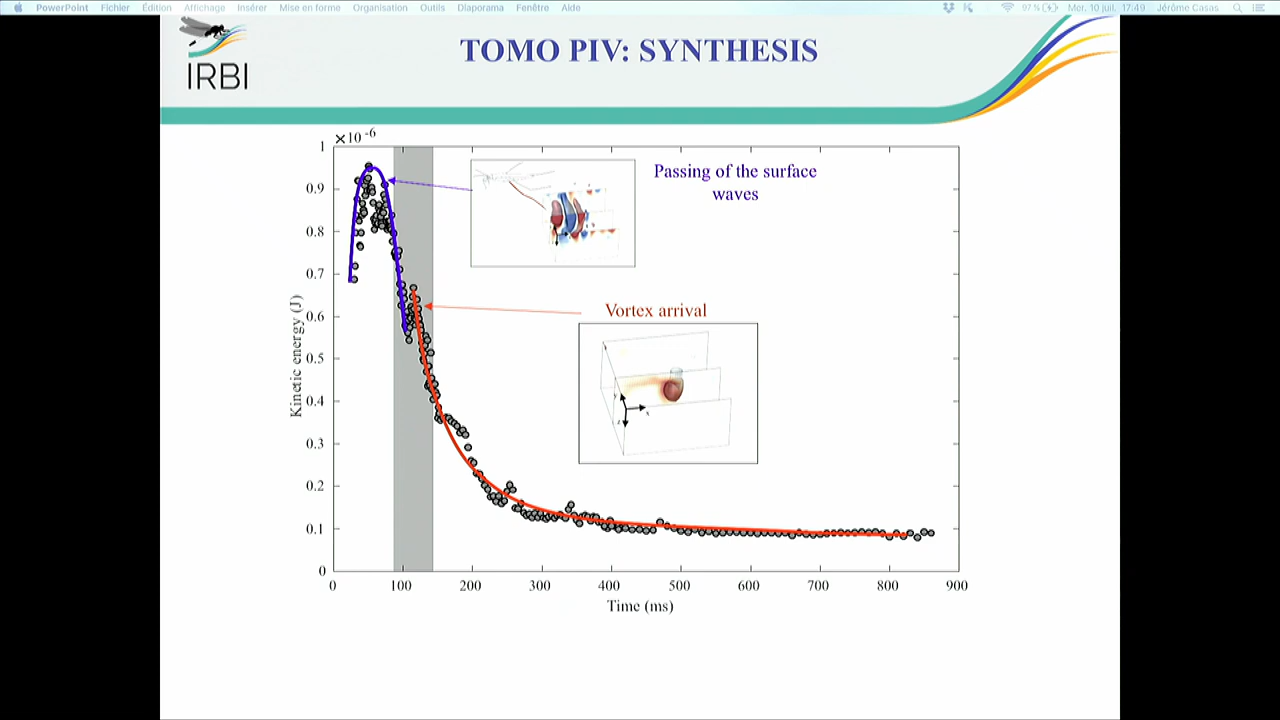 PowerPoint Fichier Édition Affichage Insérer Mise en forme Organisation Outils Diaporama Fenêtre Aide 97 % Mer. 10 juil. 17:49 Jérôme Casas
IRBI
TOMO PIV: SYNTHESIS
×10 -6
1
0.9
0.8
0.7
0.6
0.5
0.4
0.3
0.2
0.1
0
Kinetic energy (J)
Passing of the surface
waves
Vortex arrival
0 100 200 300 400 500 600 700 800 900
Time (ms)